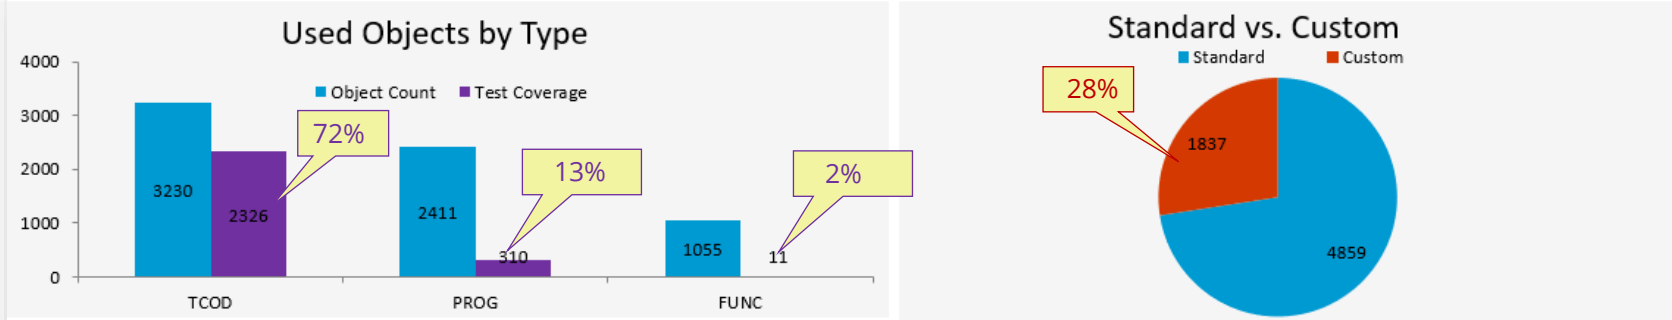 Used Objects by Type
4000
3000
2000
1000
0
Object Count
Test Coverage
72%
13%
2%
3230
2326
2411
310
1055
11
TCOD
PROG
FUNC
Standard vs. Custom
Standard
Custom
28%
1837
4859